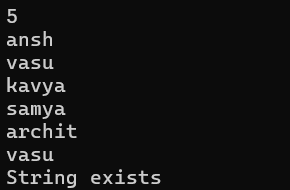 5
ansh
vasu
kavya
samya
archit
vasu
String exists